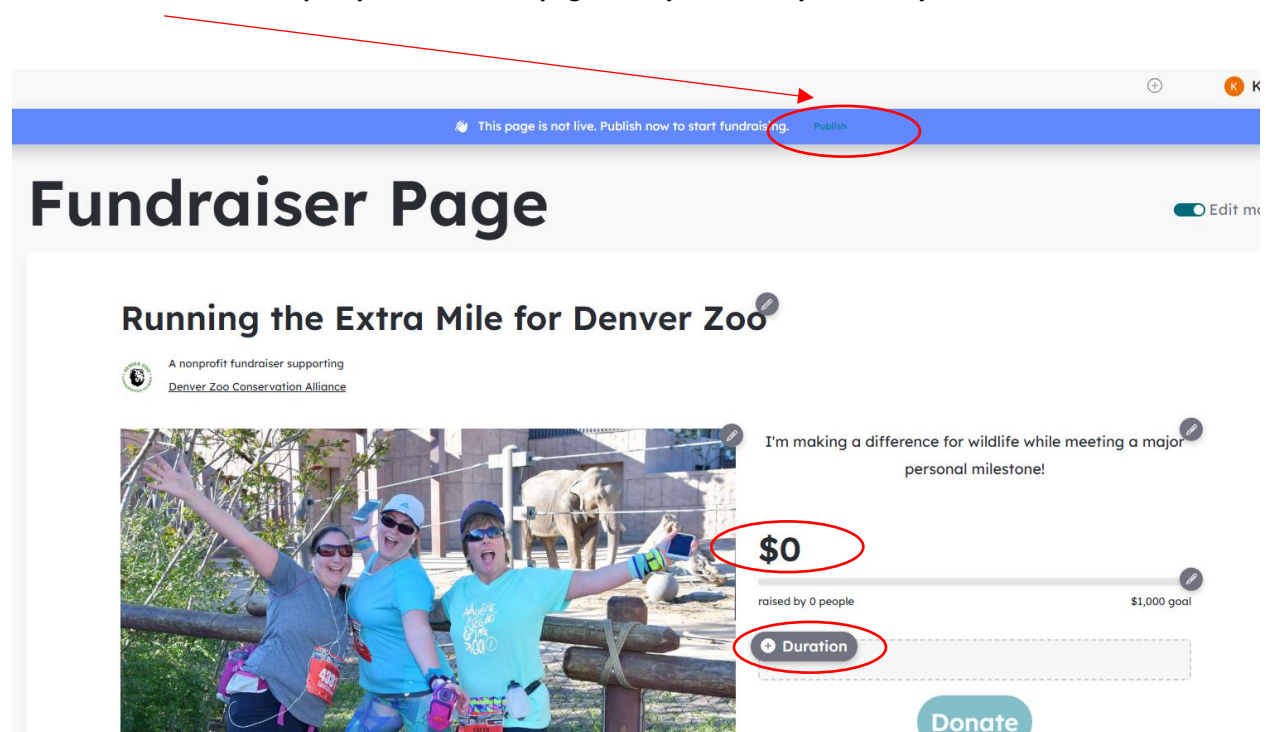 K K
This page is not live. Publish now to start fundraising. Publish
Fundraiser Page
Edit mo
Running the Extra Mile for Denver Zoo
A nonprofit fundraiser supporting
Denver Zoo Conservation Alliance
I'm making a difference for wildlife while meeting a major
personal milestone!
$0
raised by 0 people $1,000 goal
Duration
Donate